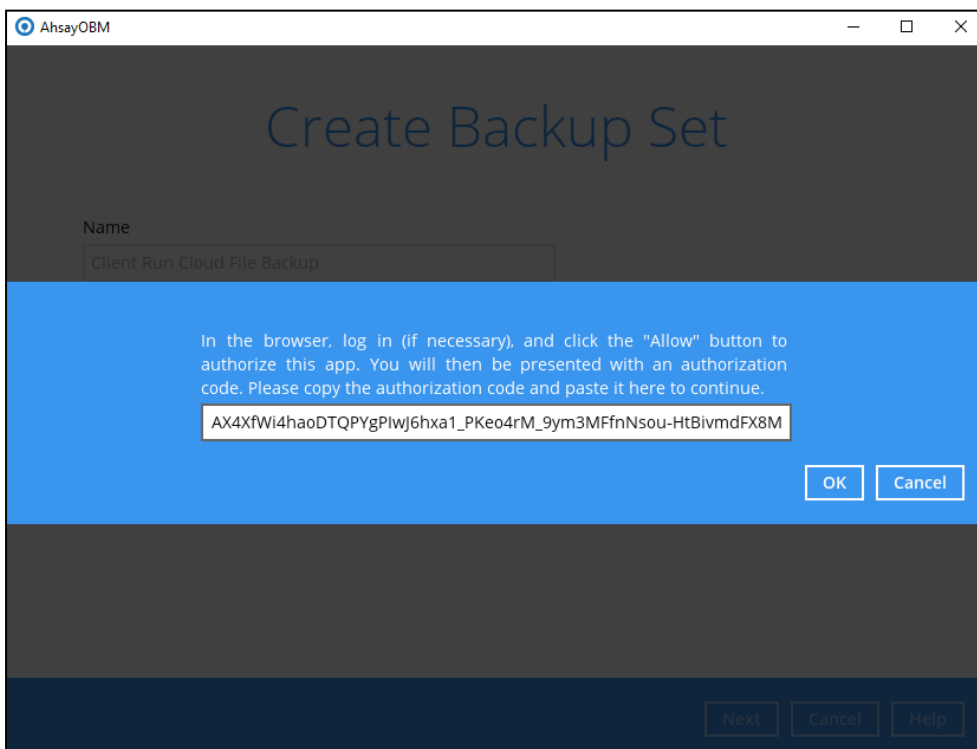 AhsayOBM
Create Backup Set
Name
Client Run Cloud File Backup
In the browser, log in (if necessary), and click the "Allow" button to
authorize this app. You will then be presented with an authorization
code. Please copy the authorization code and paste it here to continue.
AX4XfWi4haoDTQPYgPIwJ6hxa1_PKeo4rM_9ym3MFfnNsou-HtBivmdFX8M
OK Cancel
Next Cancel Help